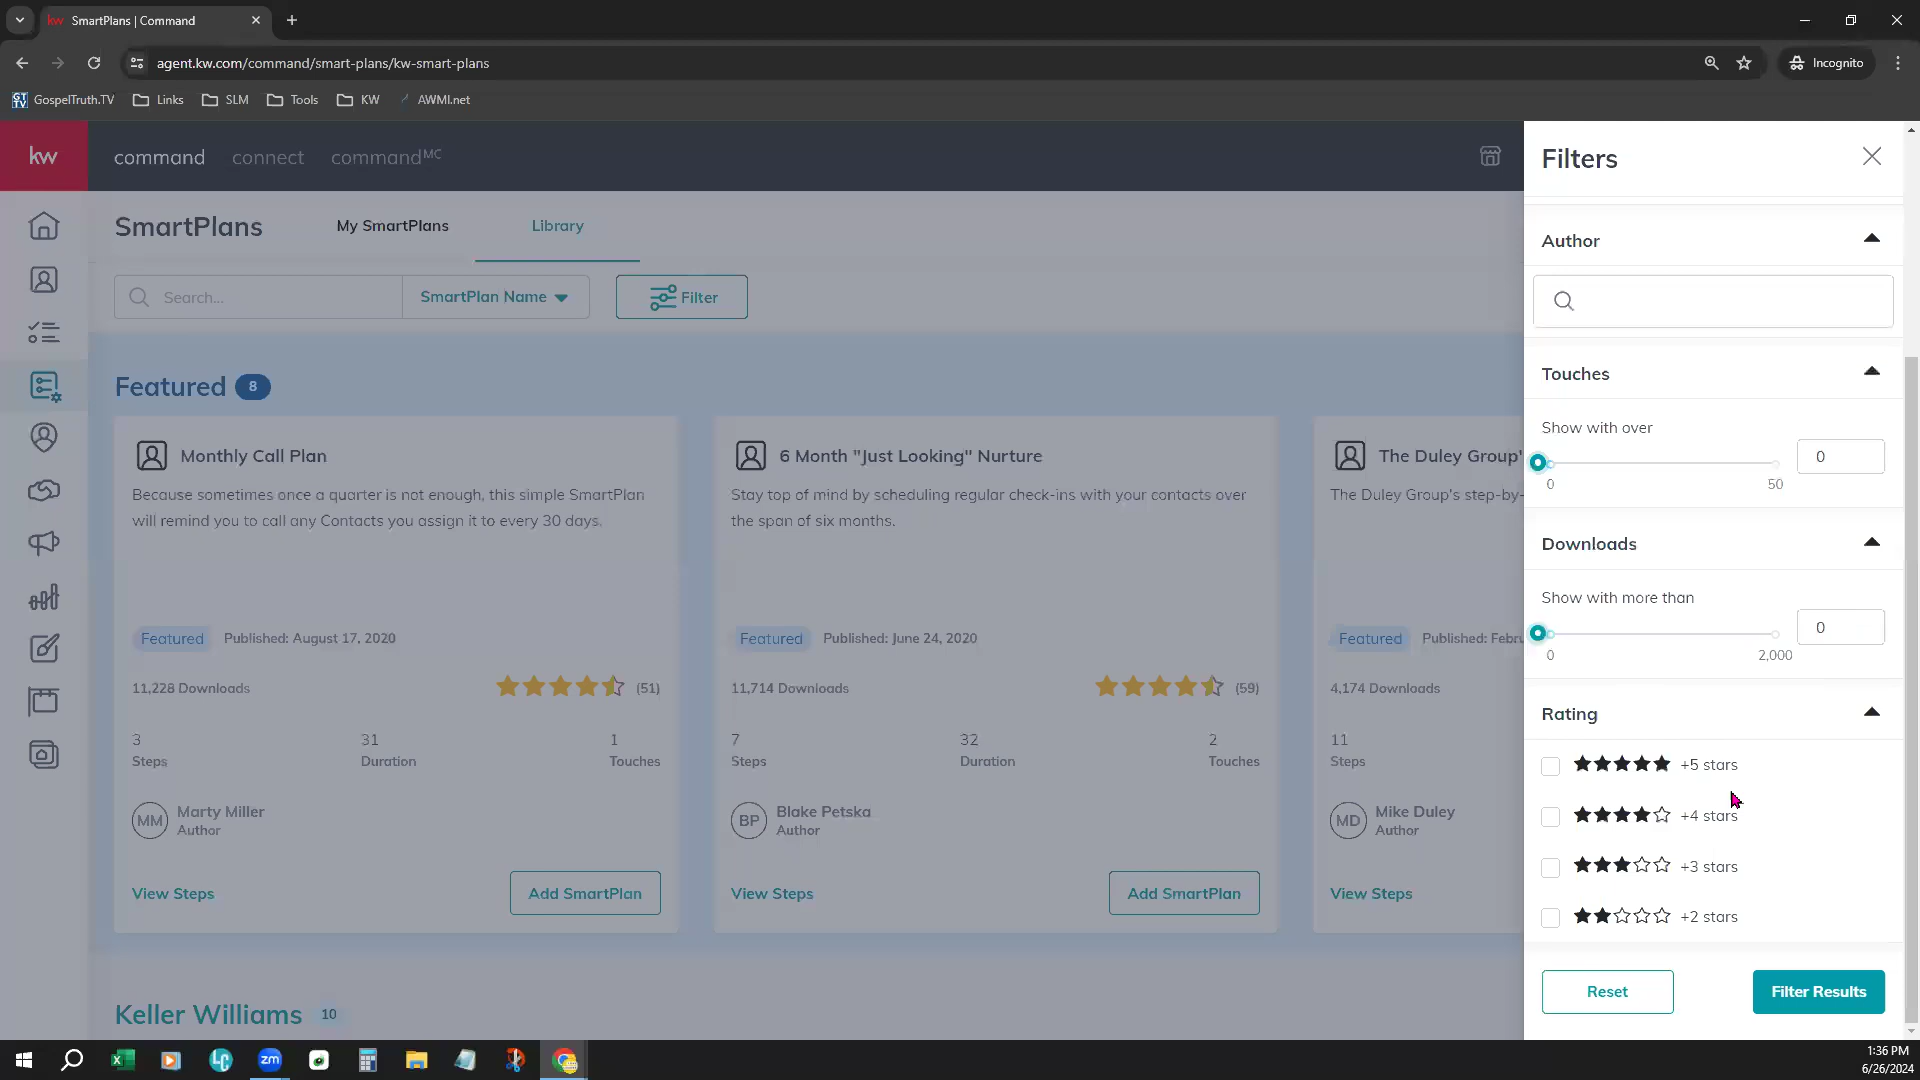 SmartPlans | Command
agent.kw.com/command/smart-plans/kw-smart-plans
Incognito
GospelTruth.TV
Links
SLM
Tools
KW
AWMI.net
kw
command
connect
commandMC
SmartPlans
My SmartPlans
Library
Search...
SmartPlan Name
Filter
Featured 8
Monthly Call Plan
Because sometimes once a quarter is not enough, this simple SmartPlan
will remind you to call any Contacts you assign it to every 30 days.
Featured
Published: August 17, 2020
11,228 Downloads
(51)
3
31
1
Steps
Duration
Touches
MM
Marty Miller
Author
View Steps
Add SmartPlan
6 Month "Just Looking" Nurture
Stay top of mind by scheduling regular check-ins with your contacts over
the span of six months.
Featured
Published: June 24, 2020
11,714 Downloads
(59)
7
32
2
Steps
Duration
Touches
BP
Blake Petska
Author
View Steps
Add SmartPlan
The Duley Group'
The Duley Group's step-by-
Featured
Published: Febru
4,174 Downloads
11
Steps
MD
Mike Duley
Author
View Steps
Keller Williams 10
Filters
Author
Touches
Show with over
0
0
50
Downloads
Show with more than
0
0
2,000
Rating
+5 stars
+4 stars
+3 stars
+2 stars
Reset
Filter Results
1:36 PM
6/26/2024